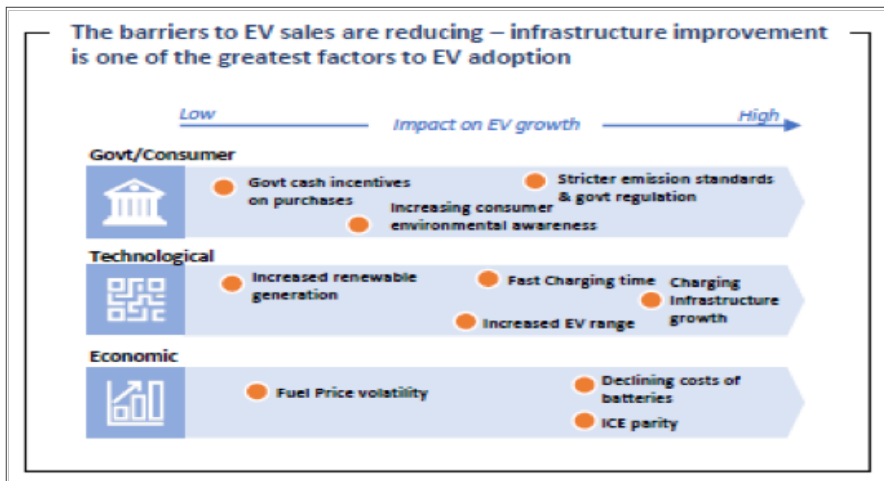 The barriers to EV sales are reducing – infrastructure improvement
is one of the greatest factors to EV adoption
Low
Impact on EV growth
High
Govt/Consumer
Govt cash incentives
on purchases
Increasing consumer
environmental awareness
Stricter emission standards
& govt regulation
Technological
Increased renewable
generation
Fast Charging time
Increased EV range
Charging
Infrastructure
growth
Economic
Fuel Price volatility
Declining costs of
batteries
ICE parity